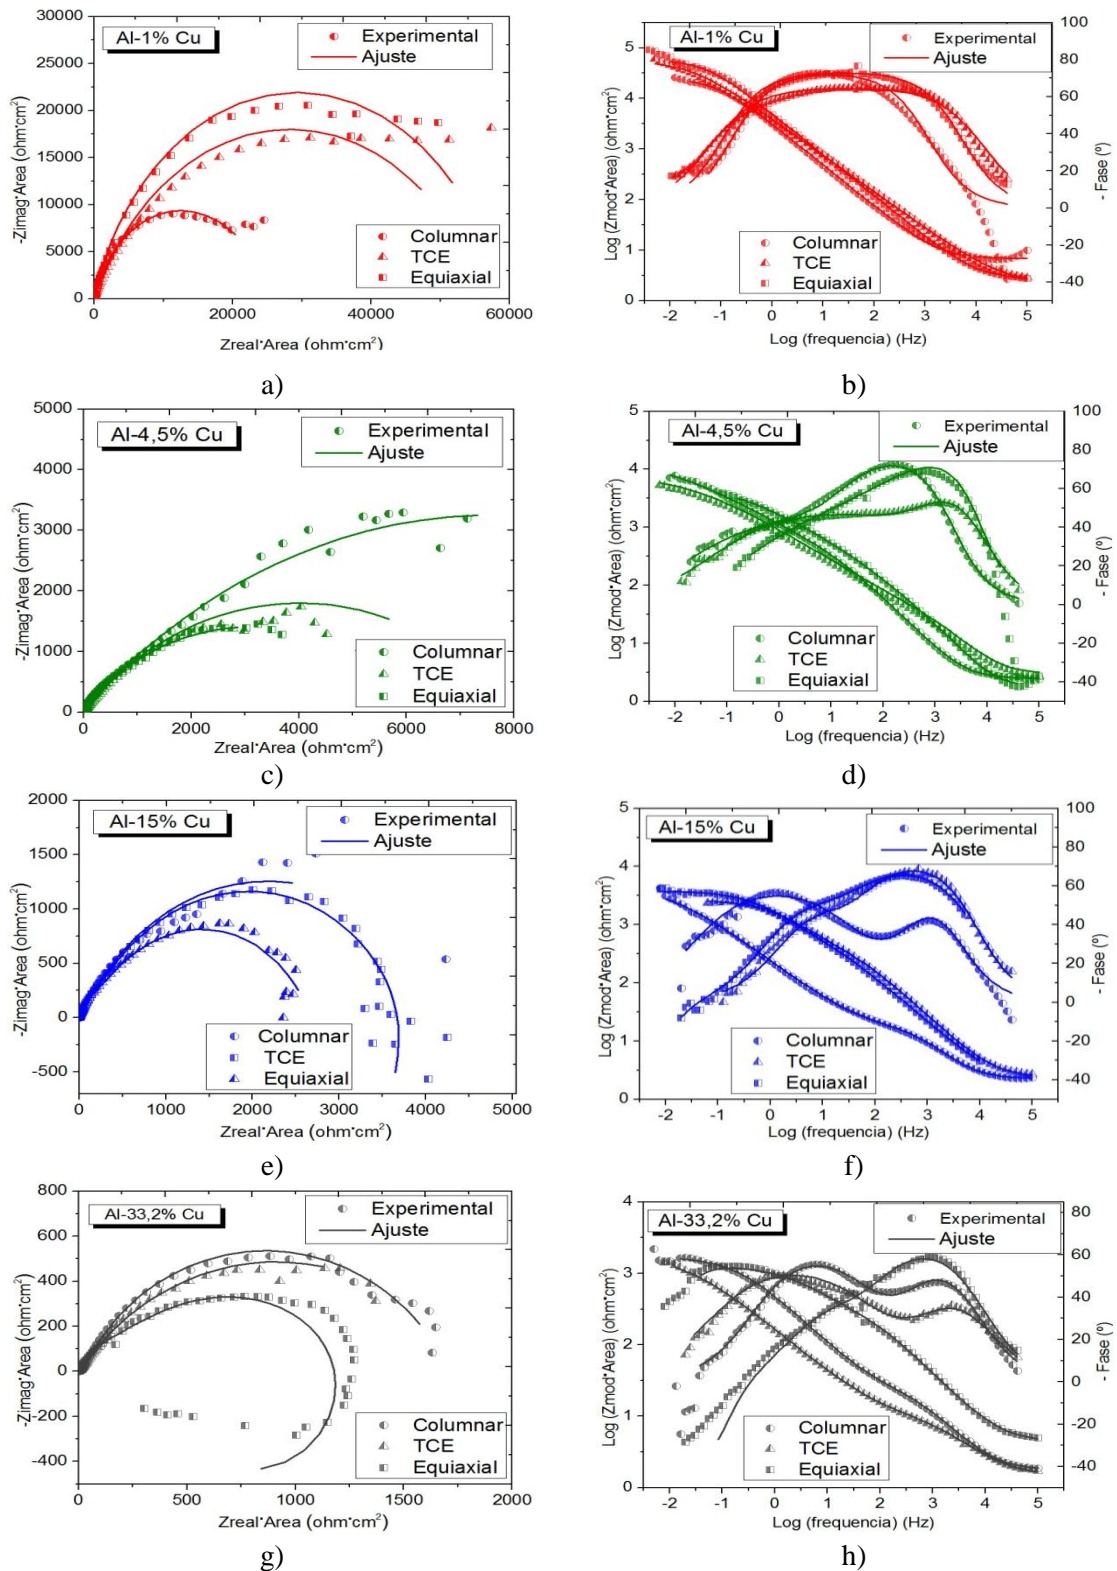 Al-1% Cu
Experimental
Ajuste
30000
25000
20000
15000
10000
5000
0
-Zimag·Area (ohm·cm²)
Columnar
TCE
Equiaxial
0 20000 40000 60000
Zreal·Area (ohm·cm²)
a)
Al-1% Cu
Experimental
Ajuste
5
4
3
2
1
0
Log (Zmod·Area) (ohm·cm²)
100
80
60
40
20
0
-20
-40
- Fase (º)
Columnar
TCE
Equiaxial
-2 -1 0 1 2 3 4 5
Log (frequencia) (Hz)
b)
Al-4,5% Cu
Experimental
Ajuste
5000
4000
3000
2000
1000
0
-Zimag·Area (ohm·cm²)
Columnar
TCE
Equiaxial
0 2000 4000 6000 8000
Zreal·Area (ohm·cm²)
c)
Al-4,5% Cu
Experimental
Ajuste
5
4
3
2
1
0
Log (Zmod·Area) (ohm·cm²)
100
80
60
40
20
0
-20
-40
- Fase (º)
Columnar
TCE
Equiaxial
-2 -1 0 1 2 3 4 5
Log (frequencia) (Hz)
d)
Al-15% Cu
Experimental
Ajuste
2000
1500
1000
500
0
-500
-Zimag·Area (ohm·cm²)
Columnar
TCE
Equiaxial
0 1000 2000 3000 4000 5000
Zreal·Area (ohm·cm²)
e)
Al-15% Cu
Experimental
Ajuste
5
4
3
2
1
0
Log (Zmod·Area) (ohm·cm²)
100
80
60
40
20
0
-20
-40
- Fase (º)
Columnar
TCE
Equiaxial
-2 -1 0 1 2 3 4 5
Log (frequencia) (Hz)
f)
Al-33,2% Cu
Experimental
Ajuste
800
600
400
200
0
-200
-400
-Zimag·Area (ohm·cm²)
Columnar
TCE
Equiaxial
0 500 1000 1500 2000
Zreal·Area (ohm·cm²)
g)
Al-33,2% Cu
Experimental
Ajuste
4
3
2
1
0
Log (Zmod·Area) (ohm·cm²)
80
60
40
20
0
-20
-40
- Fase (º)
Columnar
TCE
Equiaxial
-2 -1 0 1 2 3 4 5
Log (frequencia) (Hz)
h)